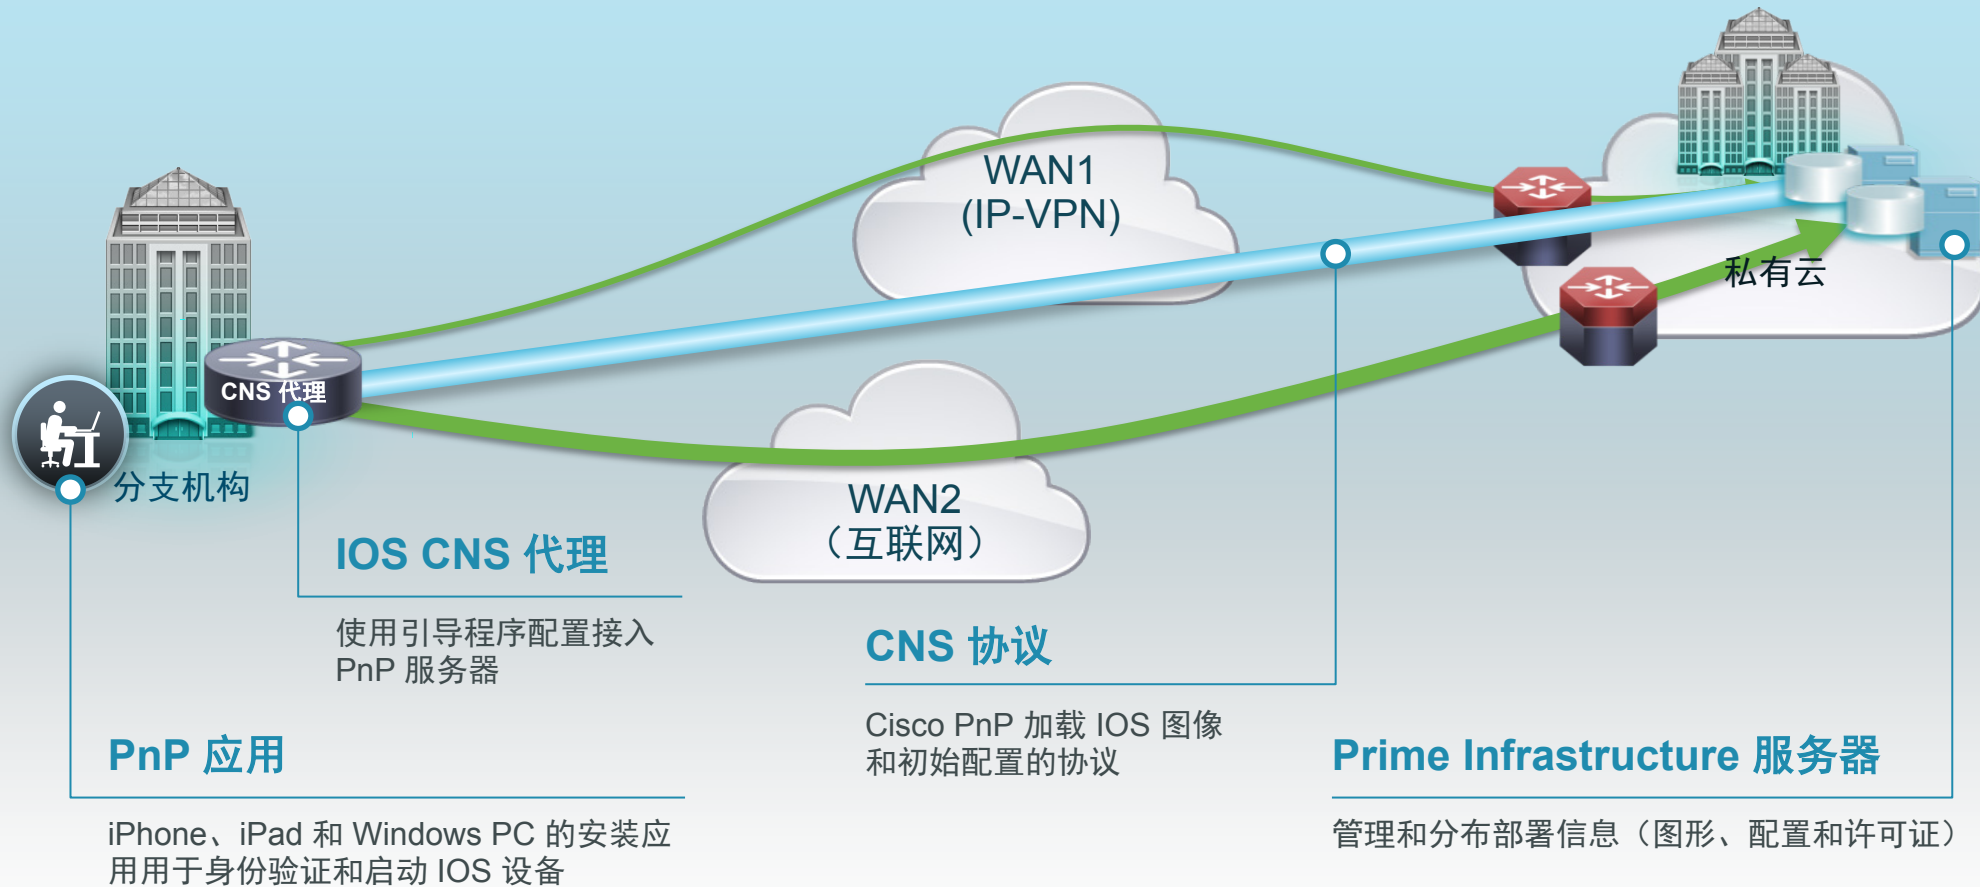 WAN1
(IP-VPN)
私有云
CNS 代理
分支机构
WAN2
（互联网）
IOS CNS 代理
使用引导程序配置接入
PnP 服务器
CNS 协议
Cisco PnP 加载 IOS 图像
和初始配置的协议
PnP 应用
iPhone、iPad 和 Windows PC 的安装应
用用于身份验证和启动 IOS 设备
Prime Infrastructure 服务器
管理和分布部署信息（图形、配置和许可证）